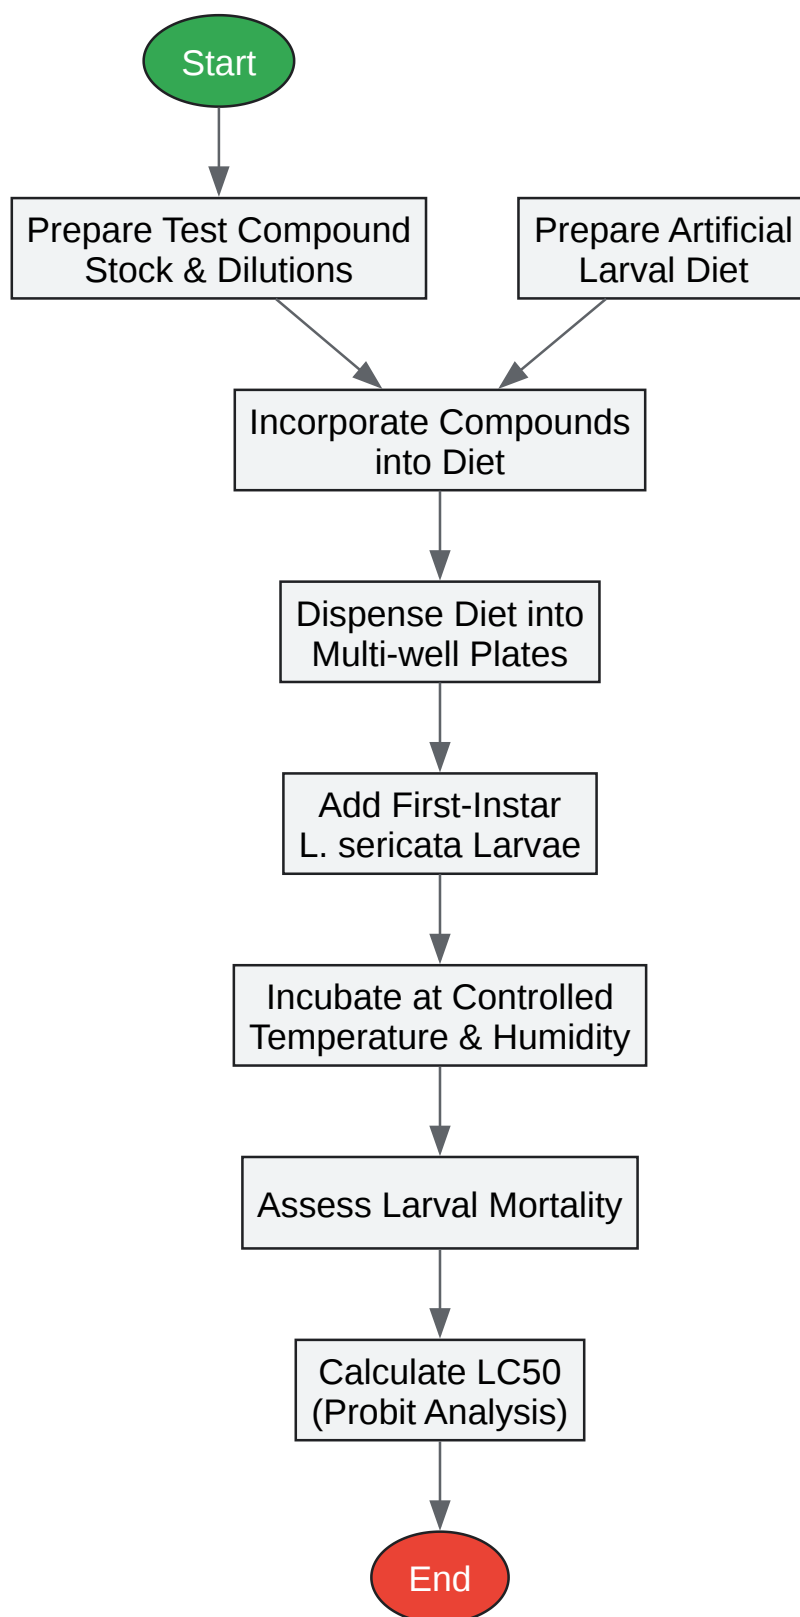 Start
Prepare Test Compound
Stock & Dilutions
Prepare Artificial
Larval Diet
Incorporate Compounds
into Diet
Dispense Diet into
Multi-well Plates
Add First-Instar
L. sericata Larvae
Incubate at Controlled
Temperature & Humidity
Assess Larval Mortality
Calculate LC50
(Probit Analysis)
End